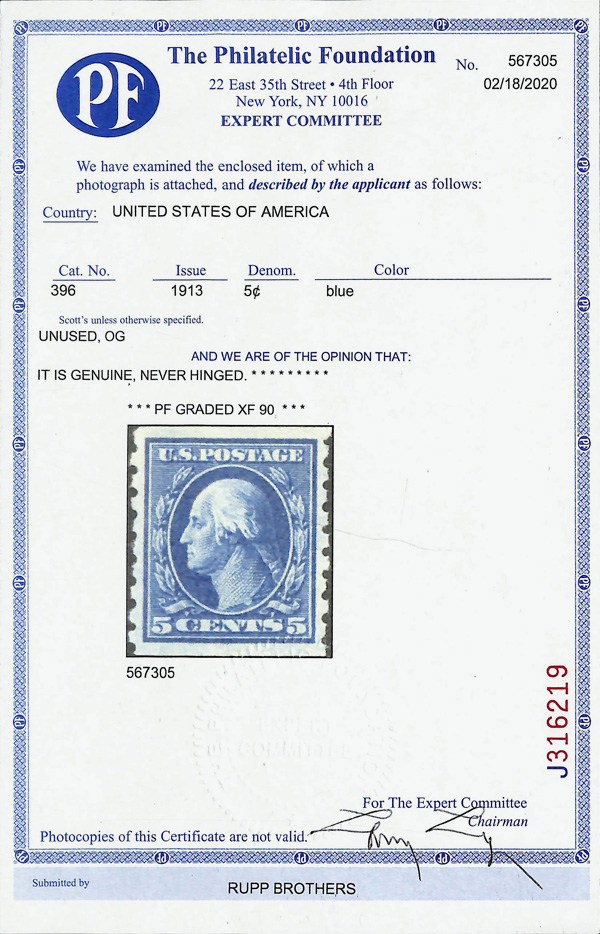 PF
The Philatelic Foundation
No. 567305
22 East 35th Street • 4th Floor
02/18/2020
New York, NY 10016
EXPERT COMMITTEE
We have examined the enclosed item, of which a
photograph is attached, and described by the applicant as follows:
Country: UNITED STATES OF AMERICA
Cat. No. Issue Denom. Color
396 1913 5¢ blue
Scott's unless otherwise specified.
UNUSED, OG
AND WE ARE OF THE OPINION THAT:
IT IS GENUINE, NEVER HINGED. * * * * * * * * *
* * * PF GRADED XF 90 * * *
U.S. POSTAGE
5 CENTS 5
567305
J316219
For The Expert Committee
Chairman
Photocopies of this Certificate are not valid.
Submitted by
RUPP BROTHERS